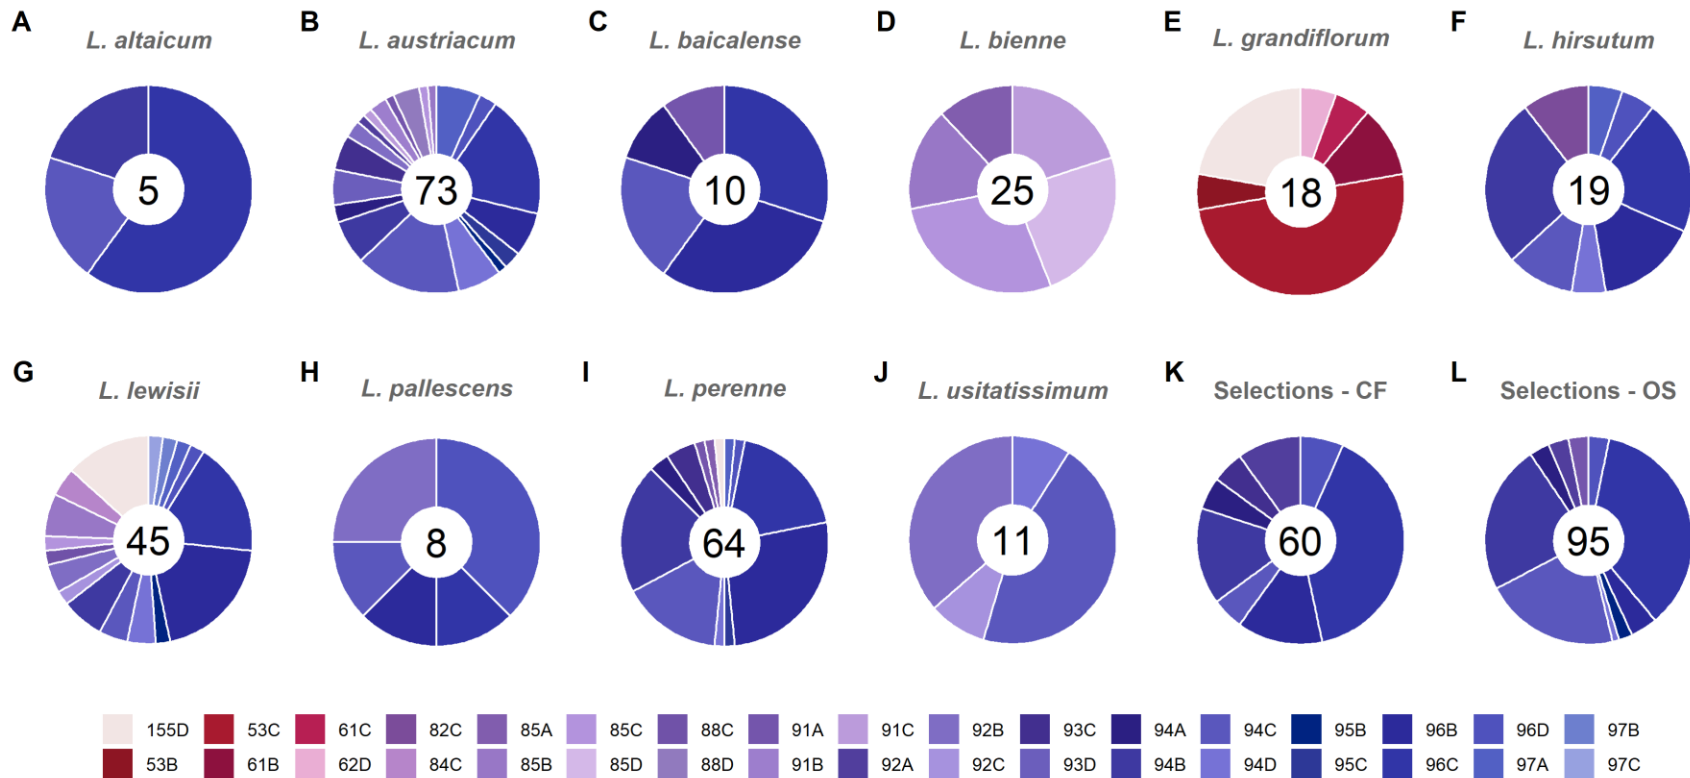 A L. altaicum B L. austriacum C L. baicalense D L. bienne E L. grandiflorum F L. hirsutum
5 73 10 25 18 19
G L. lewisii H L. pallescens I L. perenne J L. usitatissimum K Selections - CF L Selections - OS
45 8 64 11 60 95
155D 53C 61C 82C 85A 85C 88C 91A 91C 92B 93C 94A 94C 95B 96B 96D 97B
53B 61B 62D 84C 85B 85D 88D 91B 92A 92C 93D 94B 94D 95C 96C 97A 97C